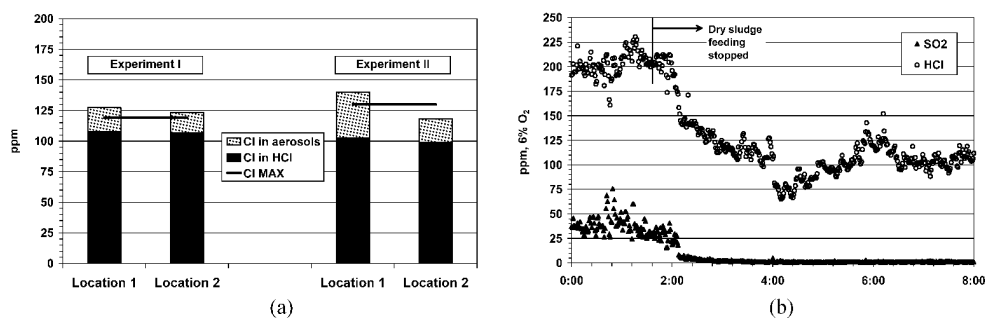 200
175
150
125
100
75
50
25
0
ppm
Experiment I
Experiment II
Cl in aerosols
Cl in HCl
Cl MAX
Location 1
Location 2
Location 1
Location 2
(a)
250
225
200
175
150
125
100
75
50
25
0
ppm, 6% O2
Dry sludge
feeding
stopped
SO2
HCl
0:00
2:00
4:00
6:00
8:00
(b)